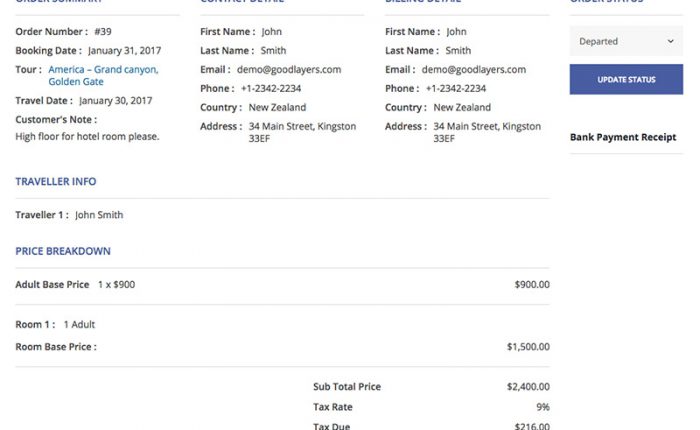 ORDER SUMMARY
Order Number : #39
Booking Date : January 31, 2017
Tour : America – Grand canyon,
Golden Gate
Travel Date : January 30, 2017
Customer's Note :
High floor for hotel room please.
CONTACT DETAIL
First Name : John
Last Name : Smith
Email : demo@goodlayers.com
Phone : +1-2342-2234
Country : New Zealand
Address : 34 Main Street, Kingston
33EF
BILLING DETAIL
First Name : John
Last Name : Smith
Email : demo@goodlayers.com
Phone : +1-2342-2234
Country : New Zealand
Address : 34 Main Street, Kingston
33EF
ORDER STATUS
Departed
UPDATE STATUS
Bank Payment Receipt
TRAVELLER INFO
Traveller 1 : John Smith
PRICE BREAKDOWN
Adult Base Price 1 x $900 $900.00
Room 1 : 1 Adult
Room Base Price : $1,500.00
Sub Total Price $2,400.00
Tax Rate 9%
Tax Due $216.00